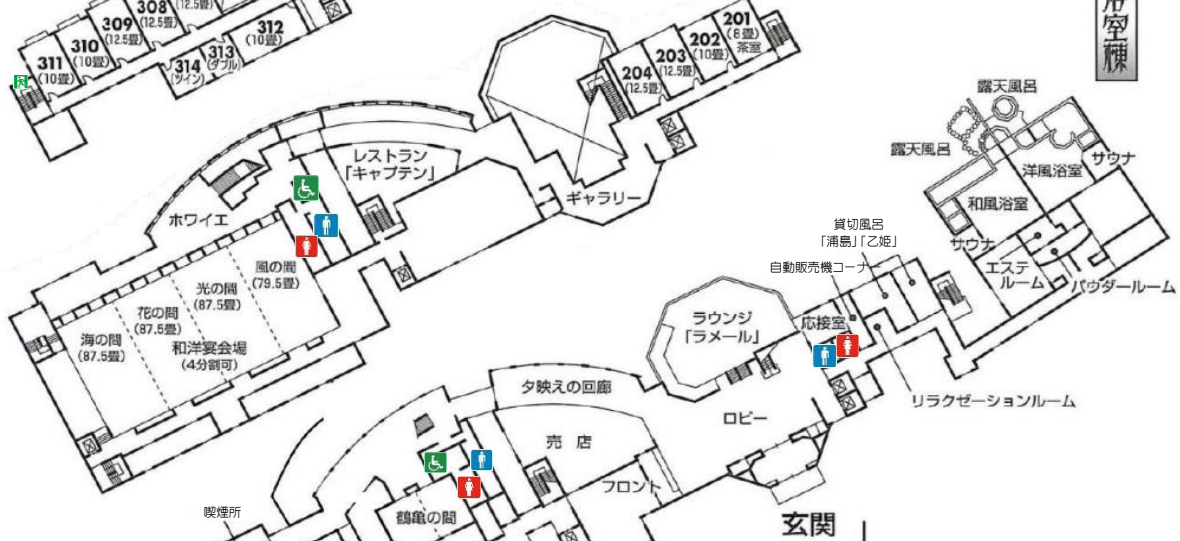 308
(12.5畳)
(12.5畳)
309
(12.5畳)
310
(10畳)
311
(10畳)
312
(10畳)
313
(ダブル)
314
(ツイン)
201
(8畳)
茶室
202
(10畳)
203
(12.5畳)
204
(12.5畳)
浴室棟
レストラン
「キャプテン」
ギャラリー
ホワイエ
風の間
(79.5畳)
光の間
(87.5畳)
花の間
(87.5畳)
海の間
(87.5畳)
和洋宴会場
(4分割可)
露天風呂
露天風呂
サウナ
洋風浴室
和風浴室
サウナ
エステ
ルーム
パウダールーム
貸切風呂
「浦島」「乙姫」
自動販売機コーナー
応接室
ラウンジ
「ラメール」
リラクゼーションルーム
夕映えの回廊
ロビー
売店
フロント
鶴亀の間
喫煙所
玄関